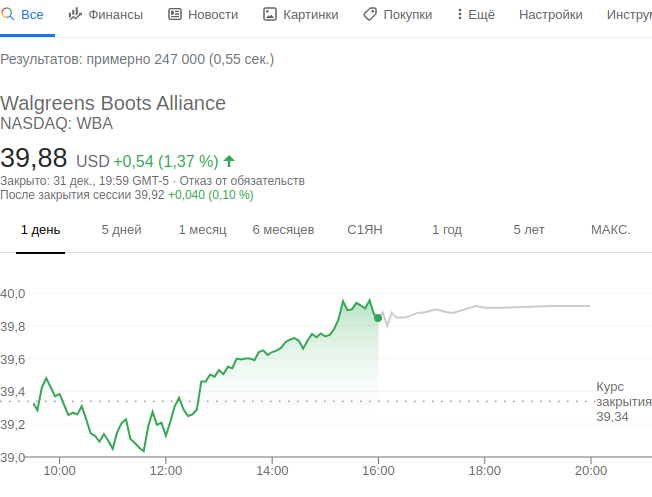 Все Финансы Новости Картинки Покупки Ещё Настройки Инстру
Результатов: примерно 247 000 (0,55 сек.)
Walgreens Boots Alliance
NASDAQ: WBA
39,88 USD +0,54 (1,37 %)
Закрыто: 31 дек., 19:59 GMT-5 · Отказ от обязательств
После закрытия сессии 39,92 +0,040 (0,10 %)
1 день 5 дней 1 месяц 6 месяцев С1ЯН 1 год 5 лет МАКС.
40,0
39,8
39,6
39,4
39,2
39,0
Курс
закрытия
39,34
10:00 12:00 14:00 16:00 18:00 20:00